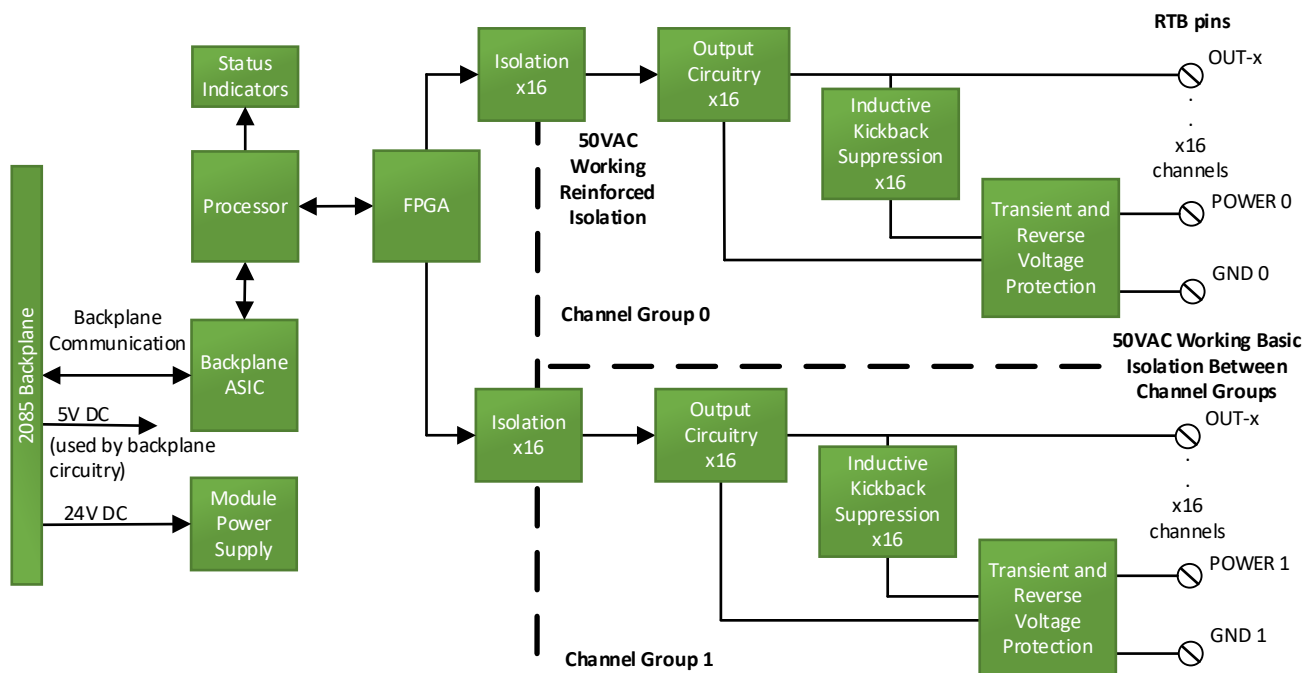 RTB pins
Status
Indicators
Isolation
x16
Output
Circuitry
x16
OUT-x
.
.
.
x16
channels
Inductive
Kickback
Suppression
x16
50VAC
Working
Reinforced
Isolation
Processor
FPGA
Transient and
Reverse
Voltage
Protection
POWER 0
GND 0
2085 Backplane
Backplane
Communication
Backplane
ASIC
Channel Group 0
50VAC Working Basic
Isolation Between
Channel Groups
5V DC
(used by backplane
circuitry)
Isolation
x16
Output
Circuitry
x16
OUT-x
.
.
.
x16
channels
Inductive
Kickback
Suppression
x16
24V DC
Module
Power
Supply
Transient and
Reverse
Voltage
Protection
POWER 1
GND 1
Channel Group 1